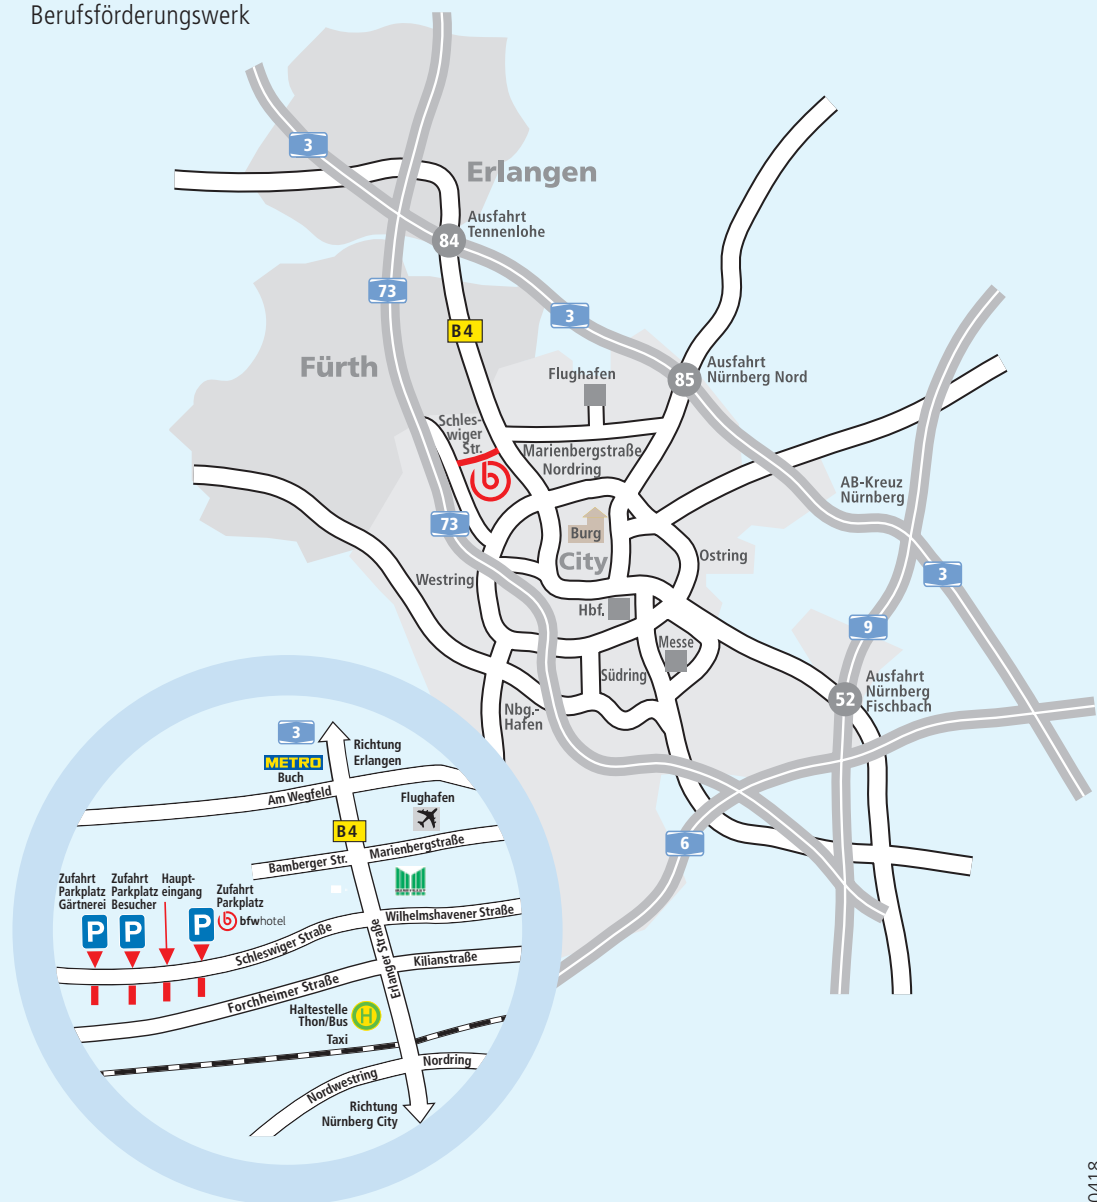 Berufsförderungswerk
3
Erlangen
Ausfahrt
Tennenlohe
84
73
3
B4
Fürth
Flughafen
85
Ausfahrt
Nürnberg Nord
Schles-
wiger
Str.
Marienbergstraße
Nordring
AB-Kreuz
Nürnberg
73
Burg
City
Ostring
Westring
3
Hbf.
9
Messe
Südring
52
Ausfahrt
Nürnberg
Fischbach
Nbg.-
Hafen
6
3
Richtung
Erlangen
METRO
Buch
Am Wegfeld
Flughafen
B4
Bamberger Str.
Marienbergstraße
Zufahrt
Parkplatz
Gärtnerei
Zufahrt
Parkplatz
Besucher
Haupt-
eingang
Zufahrt
Parkplatz
bfwhotel
P
P
P
Wilhelmshavener Straße
Schleswiger Straße
Erlanger Straße
Kilianstraße
Forchheimer Straße
Haltestelle
Thon/Bus
H
Taxi
Nordring
Nordwestring
Richtung
Nürnberg City
0418